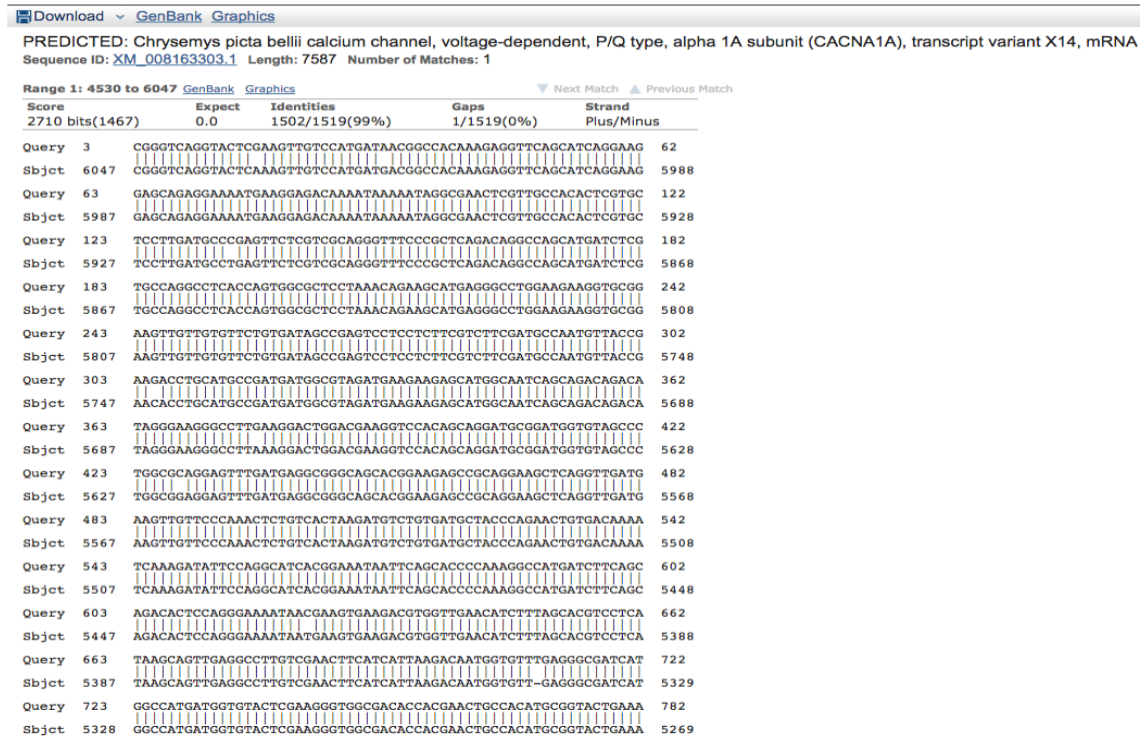 Download GenBank Graphics
PREDICTED: Chrysemys picta bellii calcium channel, voltage-dependent, P/Q type, alpha 1A subunit (CACNA1A), transcript variant X14, mRNA
Sequence ID: XM_008163303.1 Length: 7587 Number of Matches: 1
Range 1: 4530 to 6047 GenBank Graphics ▼ Next Match ▲ Previous Match
Score Expect Identities Gaps Strand
2710 bits(1467) 0.0 1502/1519(99%) 1/1519(0%) Plus/Minus
Query 3 CGGGTCAGGTACTCGAAGTTGTCCATGATAACGGCCACAAAGAGGTTCAGCATCAGGAAG 62
Sbjct 6047 CGGGTCAGGTACTCAAAGTTGTCCATGATGACGGCCACAAAGAGGTTCAGCATCAGGAAG 5988
Query 63 GAGCAGAGGAAAATGAAGGAGACAAAATAAAAATAGGCGAACTCGTTGCCACACTCGTGC 122
Sbjct 5987 GAGCAGAGGAAAATGAAGGAGACAAAATAAAAATAGGCGAACTCGTTGCCACACTCGTGC 5928
Query 123 TCCTTGATGCCCGAGTTCTCGTCGCAGGGTTTCCCGCTCAGACAGGCCAGCATGATCTCG 182
Sbjct 5927 TCCTTGATGCCTGAGTTCTCGTCGCAGGGTTTCCCGCTCAGACAGGCCAGCATGATCTCG 5868
Query 183 TGCCAGGCCTCACCAGTGGCGCTCCTAAACAGAAGCATGAGGGCCTGGAAGAAGGTGCGG 242
Sbjct 5867 TGCCAGGCCTCACCAGTGGCGCTCCTAAACAGAAGCATGAGGGCCTGGAAGAAGGTGCGG 5808
Query 243 AAGTTGTTGTGTTCTGTGATAGCCGAGTCCTCCTCTTCGTCTTCGATGCCAATGTTACCG 302
Sbjct 5807 AAGTTGTTGTGTTCTGTGATAGCCGAGTCCTCCTCTTCGTCTTCGATGCCAATGTTACCG 5748
Query 303 AAGACCTGCATGCCGATGATGGCGTAGATGAAGAAGAGCATGGCAATCAGCAGACAGACA 362
Sbjct 5747 AACACCTGCATGCCGATGATGGCGTAGATGAAGAAGAGCATGGCAATCAGCAGACAGACA 5688
Query 363 TAGGGAAGGGCCTTGAAGGACTGGACGAAGGTCCACAGCAGGATGCGGATGGTGTAGCCC 422
Sbjct 5687 TAGGGAAGGGCCTTAAAGGACTGGACGAAGGTCCACAGCAGGATGCGGATGGTGTAGCCC 5628
Query 423 TGGCGCAGGAGTTTGATGAGGCGGGCAGCACGGAAGAGCCGCAGGAAGCTCAGGTTGATG 482
Sbjct 5627 TGGCGGAGGAGTTTGATGAGGCGGGCAGCACGGAAGAGCCGCAGGAAGCTCAGGTTGATG 5568
Query 483 AAGTTGTTCCCAAACTCTGTCACTAAGATGTCTGTGATGCTACCCAGAACTGTGACAAAA 542
Sbjct 5567 AAGTTGTTCCCAAACTCTGTCACTAAGATGTCTGTGATGCTACCCAGAACTGTGACAAAA 5508
Query 543 TCAAAGATATTCCAGGCATCACGGAAATAATTCAGCACCCCAAAGGCCATGATCTTCAGC 602
Sbjct 5507 TCAAAGATATTCCAGGCATCACGGAAATAATTCAGCACCCCAAAGGCCATGATCTTCAGC 5448
Query 603 AGACACTCCAGGGAAAATAACGAAGTGAAGACGTGGTTGAACATCTTTAGCACGTCCTCA 662
Sbjct 5447 AGACACTCCAGGGAAAATAATGAAGTGAAGACGTGGTTGAACATCTTTAGCACGTCCTCA 5388
Query 663 TAAGCAGTTGAGGCCTTGTCGAACTTCATCATTAAGACAATGGTGTTTGAGGGCGATCAT 722
Sbjct 5387 TAAGCAGTTGAGGCCTTGTCGAACTTCATCATTAAGACAATGGTGTT-GAGGGCGATCAT 5329
Query 723 GGCCATGATGGTGTACTCGAAGGGTGGCGACACCACGAACTGCCACATGCGGTACTGAAA 782
Sbjct 5328 GGCCATGATGGTGTACTCGAAGGGTGGCGACACCACGAACTGCCACATGCGGTACTGAAA 5269